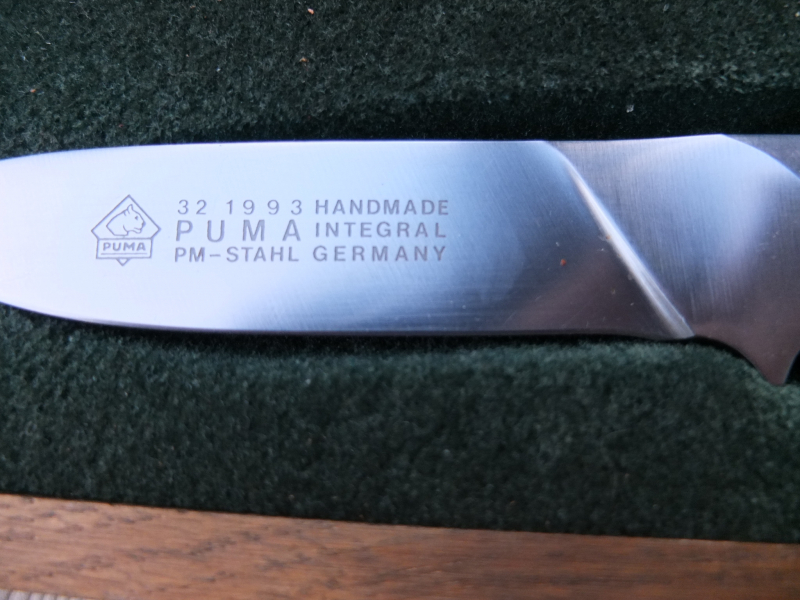 32 1993 HANDMADE
PUMA INTEGRAL
PM-STAHL GERMANY
PUMA